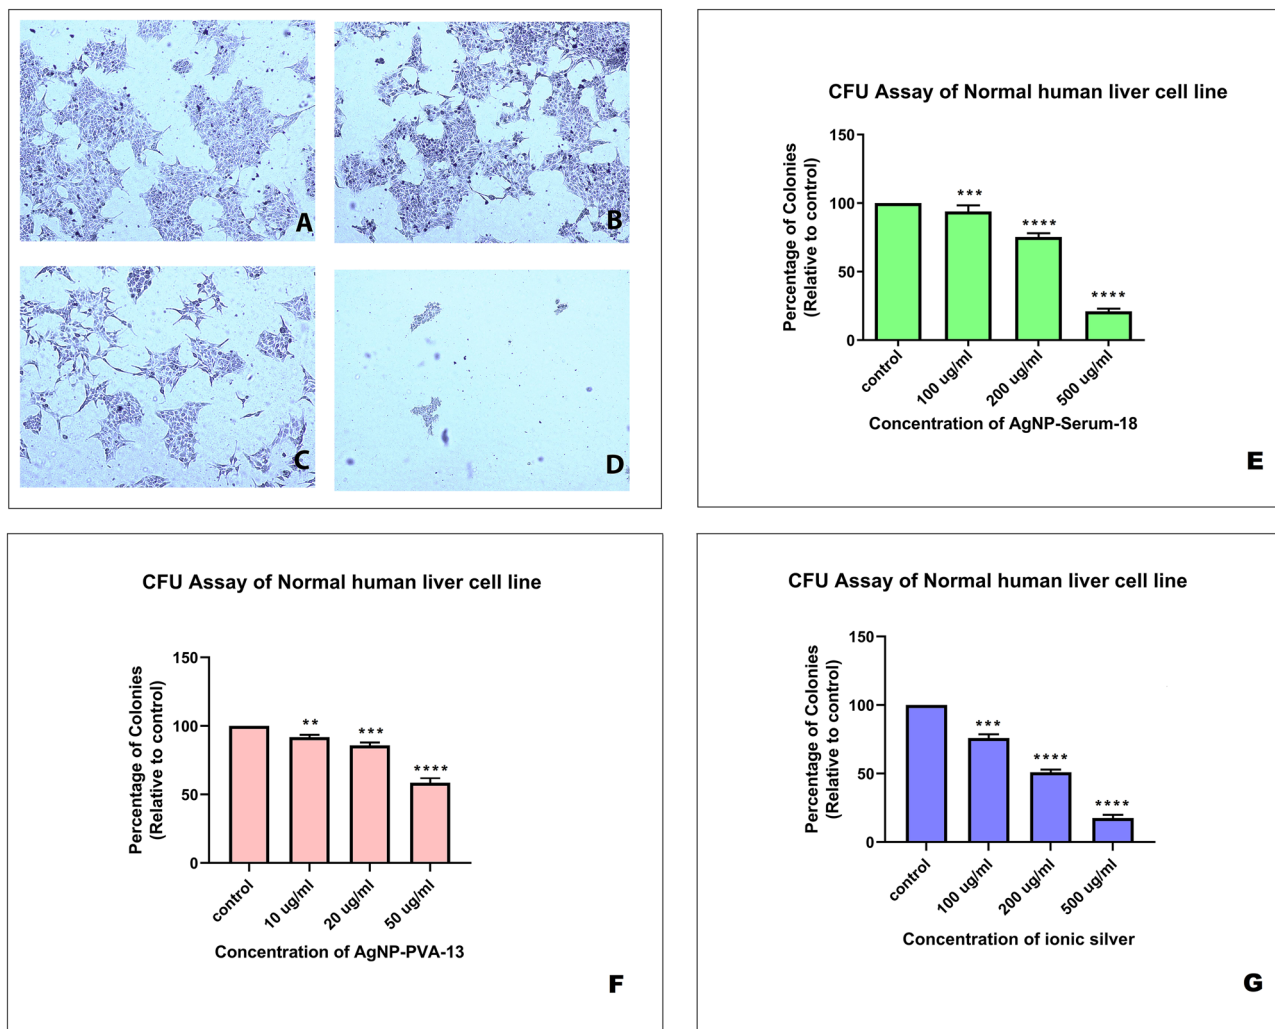 A
B
C
D
CFU Assay of Normal human liver cell line
Percentage of Colonies
(Relative to control)
150
100
50
0
***
****
****
control
100 ug/ml
200 ug/ml
500 ug/ml
Concentration of AgNP-Serum-18
E
CFU Assay of Normal human liver cell line
Percentage of Colonies
(Relative to control)
150
100
50
0
**
***
****
control
10 ug/ml
20 ug/ml
50 ug/ml
Concentration of AgNP-PVA-13
F
CFU Assay of Normal human liver cell line
Percentage of Colonies
(Relative to control)
150
100
50
0
***
****
****
control
100 ug/ml
200 ug/ml
500 ug/ml
Concentration of ionic silver
G